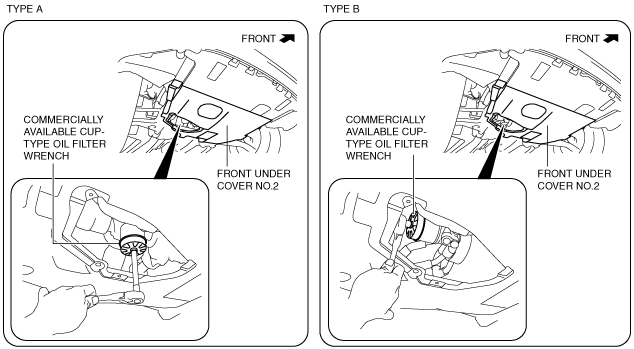 TYPE A
FRONT
COMMERCIALLY
AVAILABLE CUP-
TYPE OIL FILTER
WRENCH
FRONT UNDER
COVER NO.2
TYPE B
FRONT
COMMERCIALLY
AVAILABLE CUP-
TYPE OIL FILTER
WRENCH
FRONT UNDER
COVER NO.2